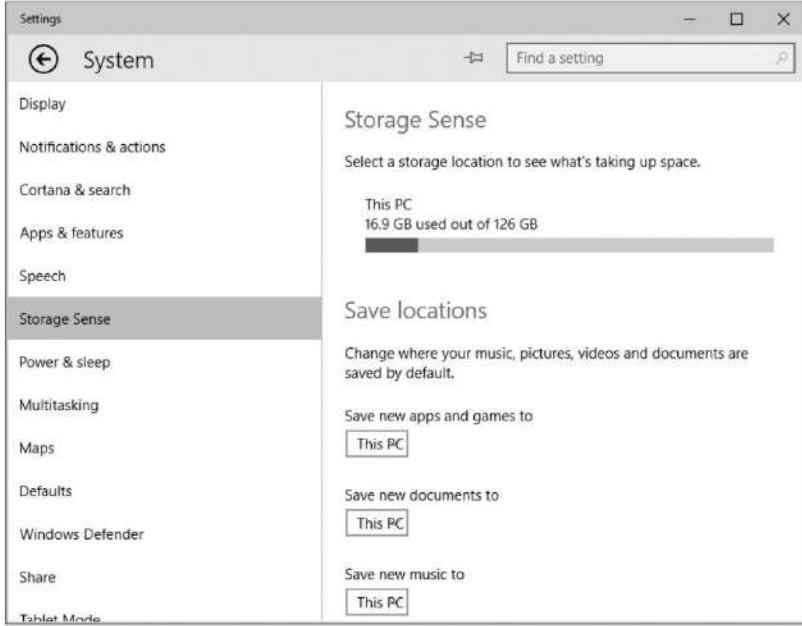 Settings
System
Find a setting
Display
Notifications & actions
Cortana & search
Apps & features
Speech
Storage Sense
Power & sleep
Multitasking
Maps
Defaults
Windows Defender
Share
Tablet Mode
Storage Sense
Select a storage location to see what's taking up space.
This PC
16.9 GB used out of 126 GB
Save locations
Change where your music, pictures, videos and documents are
saved by default.
Save new apps and games to
This PC
Save new documents to
This PC
Save new music to
This PC